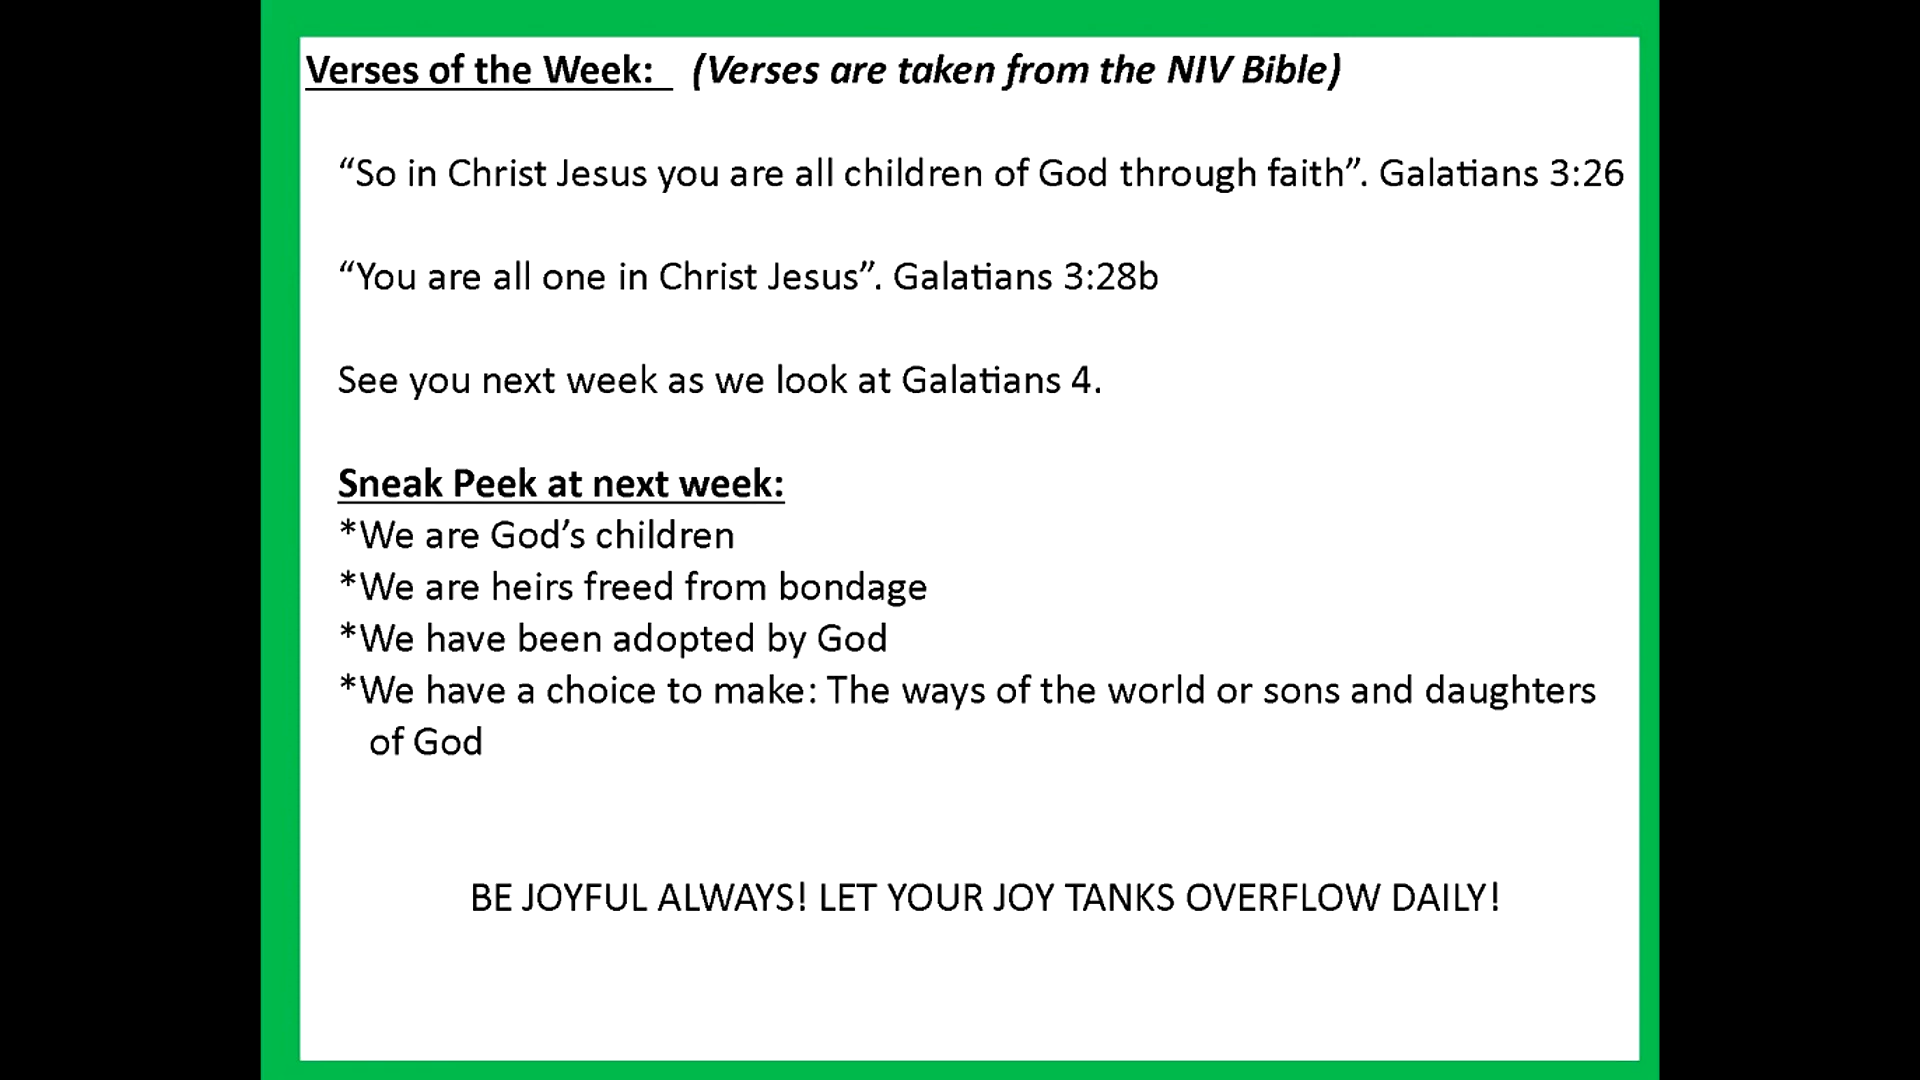 Verses of the Week: (Verses are taken from the NIV Bible)
“So in Christ Jesus you are all children of God through faith”. Galatians 3:26
“You are all one in Christ Jesus”. Galatians 3:28b
See you next week as we look at Galatians 4.
Sneak Peek at next week:
*We are God’s children
*We are heirs freed from bondage
*We have been adopted by God
*We have a choice to make: The ways of the world or sons and daughters
of God
BE JOYFUL ALWAYS! LET YOUR JOY TANKS OVERFLOW DAILY!